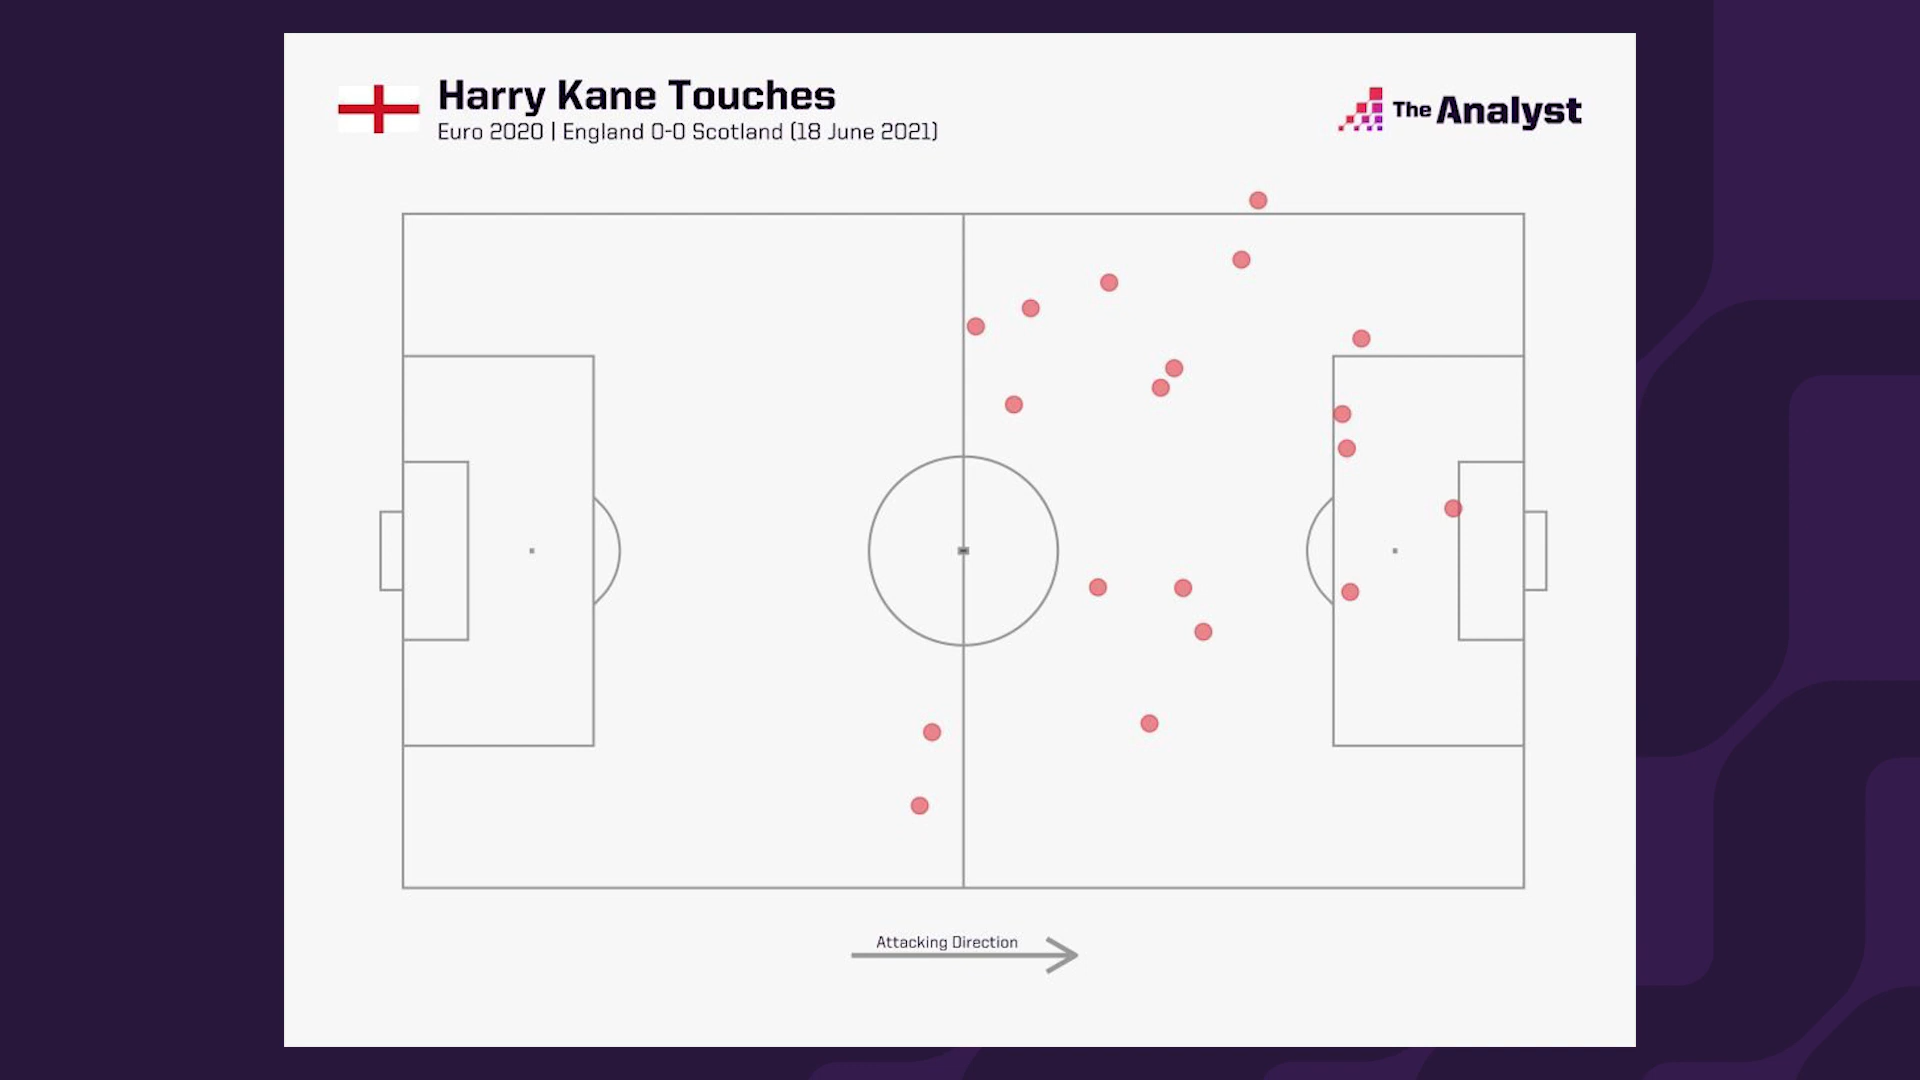 Harry Kane Touches
Euro 2020 | England 0-0 Scotland (18 June 2021)
The Analyst
Attacking Direction